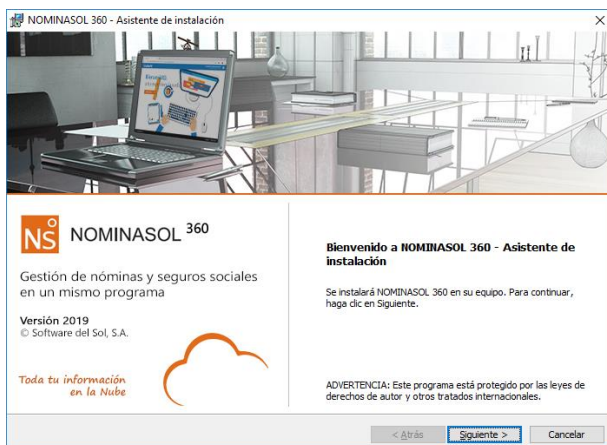 NOMINASOL 360 - Asistente de instalación
NS
NOMINASOL 360
Gestión de nóminas y seguros sociales
en un mismo programa
Versión 2019
© Software del Sol, S.A.
Toda tu información
en la Nube
Bienvenido a NOMINASOL 360 - Asistente de
instalación
Se instalará NOMINASOL 360 en su equipo. Para continuar,
haga clic en Siguiente.
ADVERTENCIA: Este programa está protegido por las leyes de
derechos de autor y otros tratados internacionales.
< Atrás
Siguiente >
Cancelar